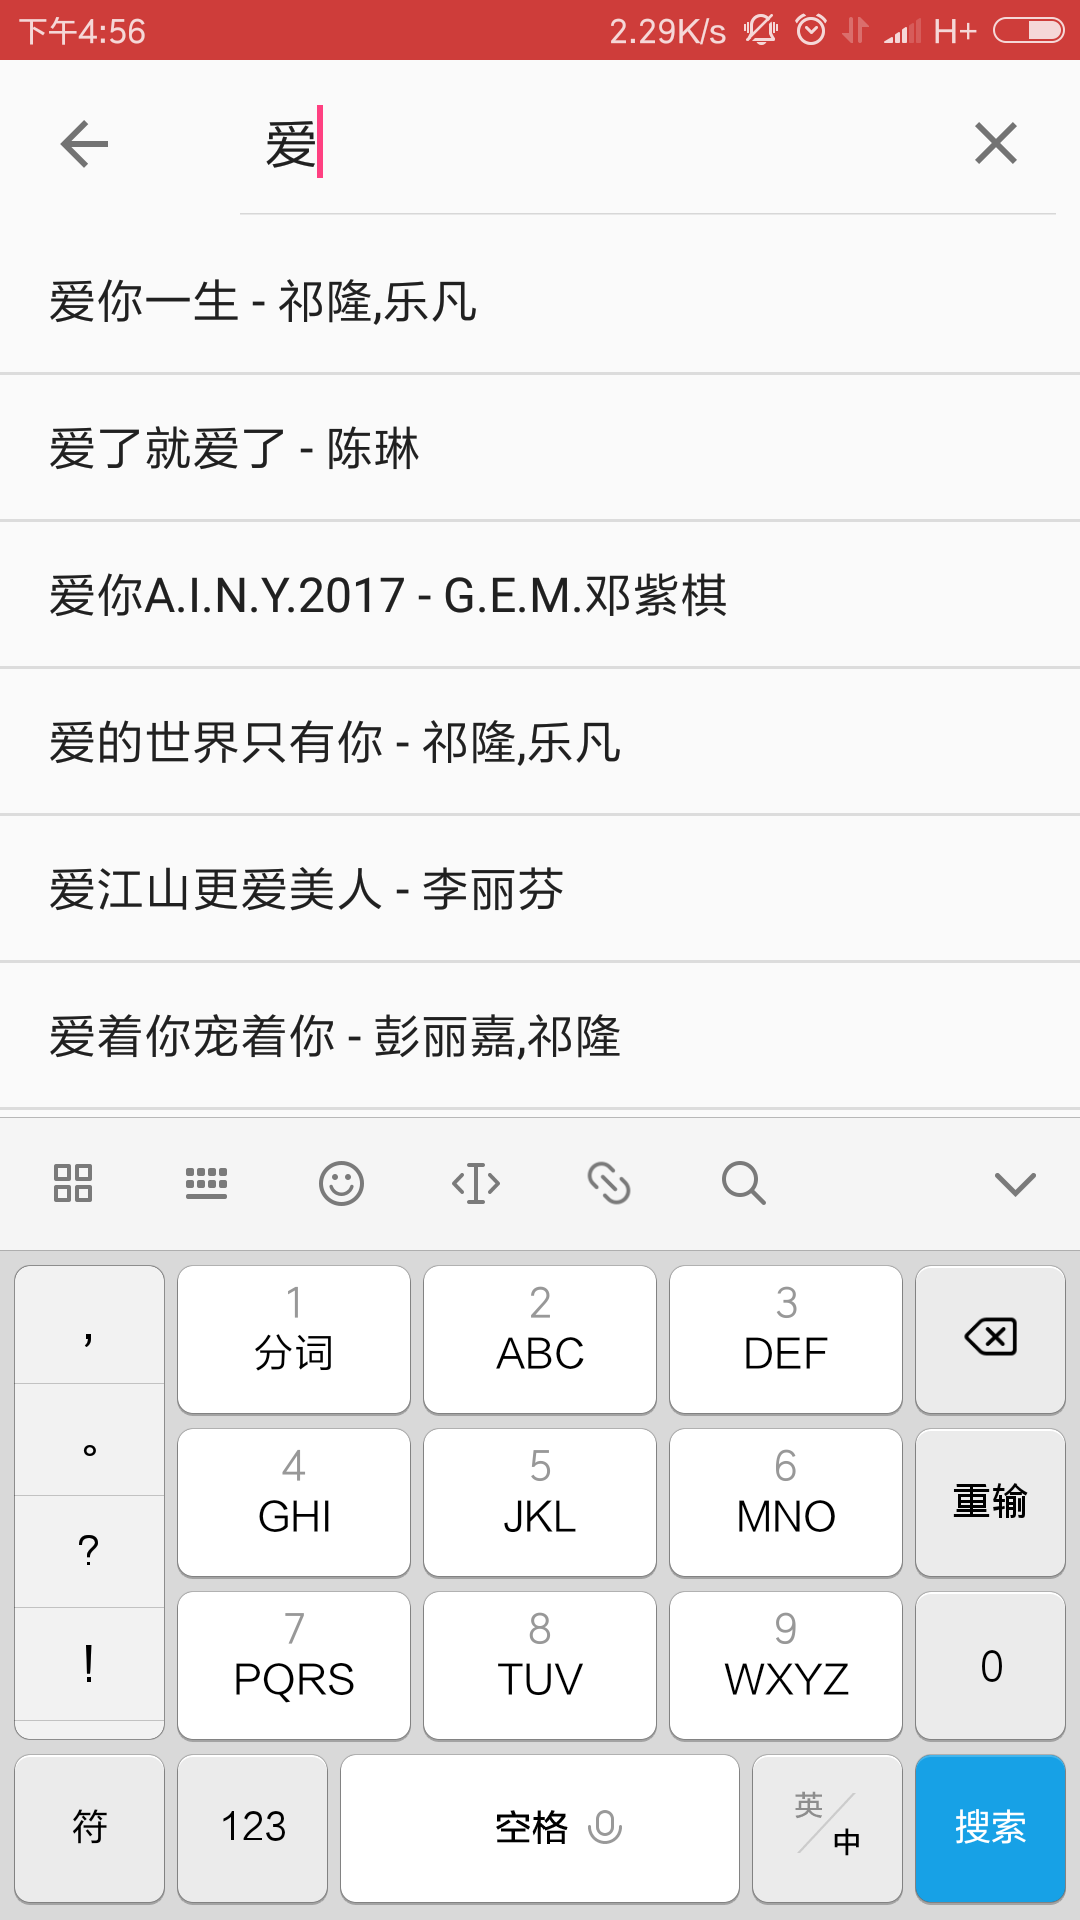 下午4:56 2.29K/s H+
爱
爱你一生 - 祁隆,乐凡
爱了就爱了 - 陈琳
爱你A.I.N.Y.2017 - G.E.M.邓紫棋
爱的世界只有你 - 祁隆,乐凡
爱江山更爱美人 - 李丽芬
爱着你宠着你 - 彭丽嘉,祁隆
, 1 分词 2 ABC 3 DEF
。 4 GHI 5 JKL 6 MNO 重输
?
! 7 PQRS 8 TUV 9 WXYZ 0
符 123 空格 英/中 搜索